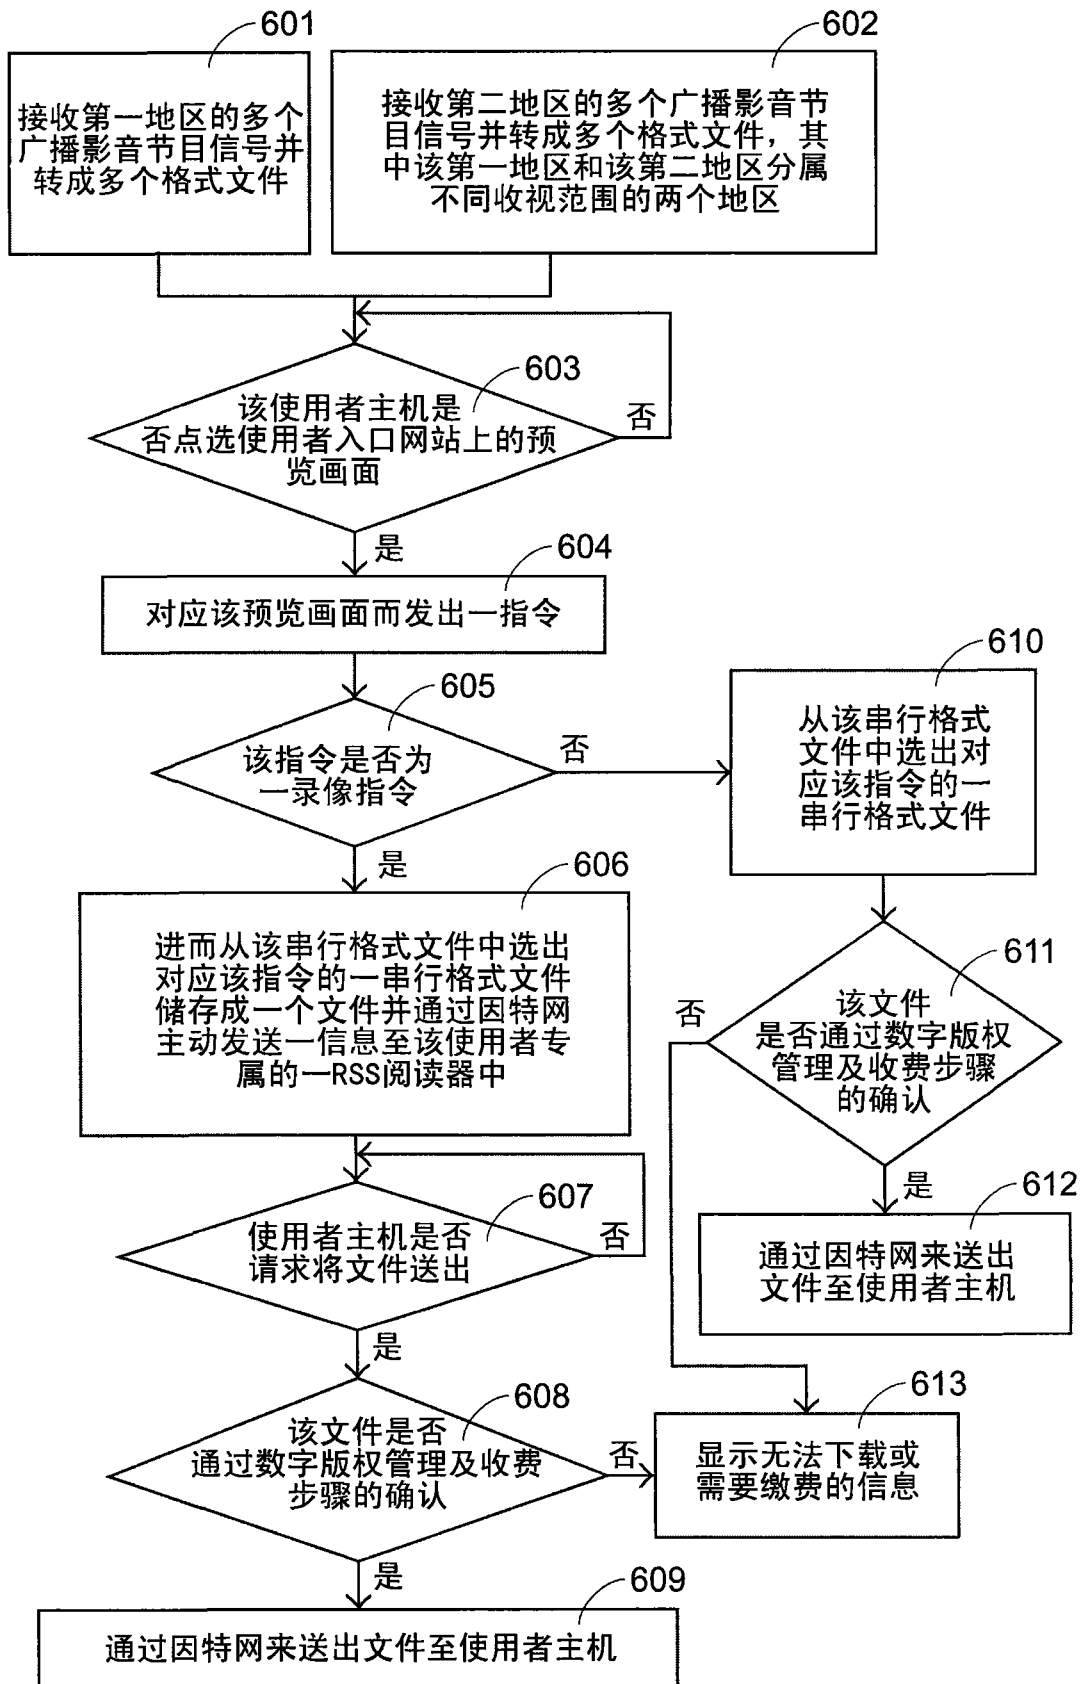 601
接收第一地区的多个
广播影音节目信号并
转成多个格式文件
602
接收第二地区的多个广播影音节
目信号并转成多个格式文件，其
中该第一地区和该第二地区分属
不同收视范围的两个地区
603
该使用者主机是
否点选使用者入口网站上的预
览画面
否
是
604
对应该预览画面而发出一指令
605
该指令是否为
一录像指令
否
是
610
从该串行格式
文件中选出对
应该指令的一
串行格式文件
606
进而从该串行格式文件中选出
对应该指令的一串行格式文件
储存成一个文件并通过因特网
主动发送一信息至该使用者专
属的一RSS阅读器中
611
该文件
是否通过数字版权
管理及收费步骤
的确认
否
是
612
通过因特网来送出
文件至使用者主机
607
使用者主机是否
请求将文件送出
否
是
608
该文件是否
通过数字版权管理及收费
步骤的确认
否
是
613
显示无法下载或
需要缴费的信息
609
通过因特网来送出文件至使用者主机